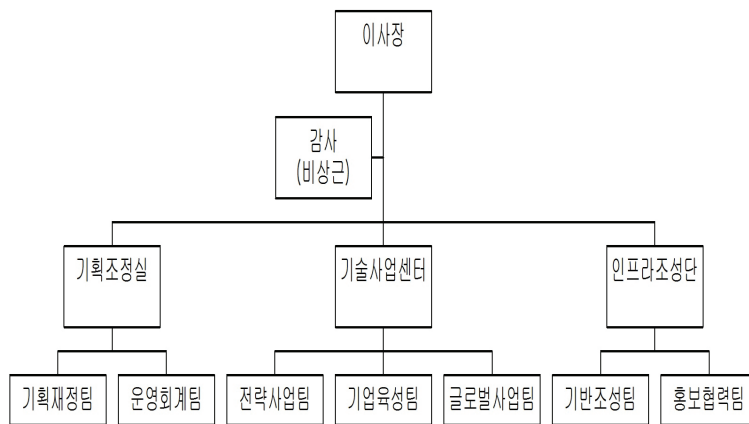 이사장
감사
(비상근)
기획조정실
기술사업센터
인프라조성단
기획재정팀
운영회계팀
전략사업팀
기업육성팀
글로벌사업팀
기반조성팀
홍보협력팀